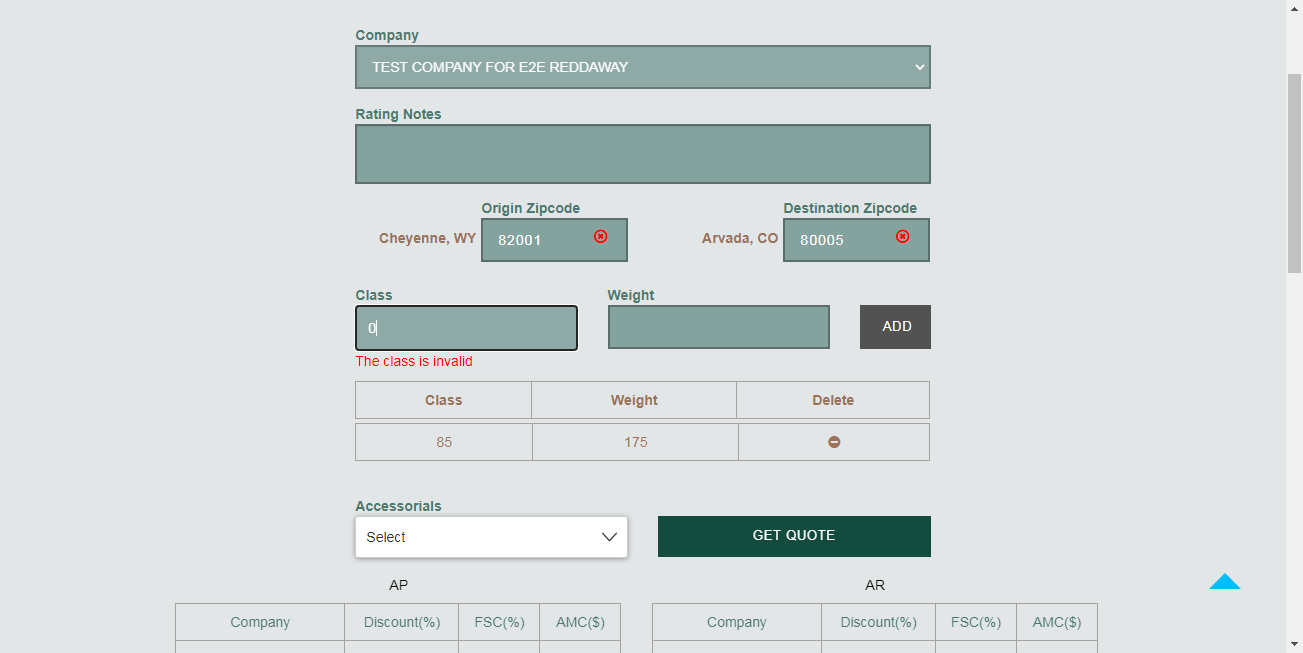 Company
TEST COMPANY FOR E2E REDDAWAY
Rating Notes
Origin Zipcode
Destination Zipcode
Cheyenne, WY
82001
Arvada, CO
80005
Class
Weight
0
ADD
The class is invalid
Class Weight Delete
85 175
Accessorials
Select
GET QUOTE
AP
AR
Company Discount(%) FSC(%) AMC($)
Company Discount(%) FSC(%) AMC($)